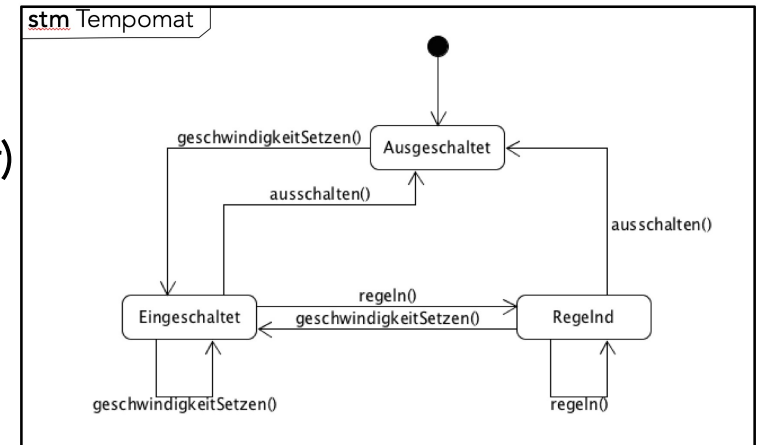 stm Tempomat
)
geschwindigkeitSetzen()
Ausgeschaltet
ausschalten()
ausschalten()
regeln()
Eingeschaltet
geschwindigkeitSetzen()
Regelnd
geschwindigkeitSetzen()
regeln()